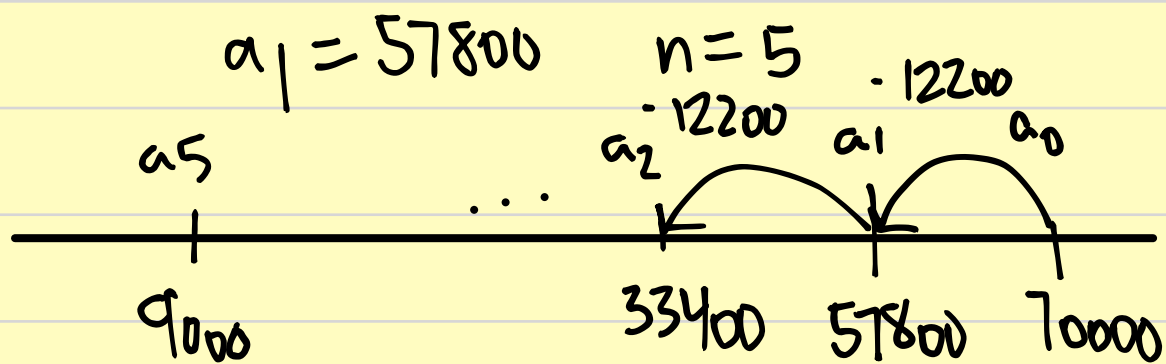 a1 = 57800 n = 5
- 12200 - 12200
a5 ... a2 a1 a0
9000 33400 57800 70000